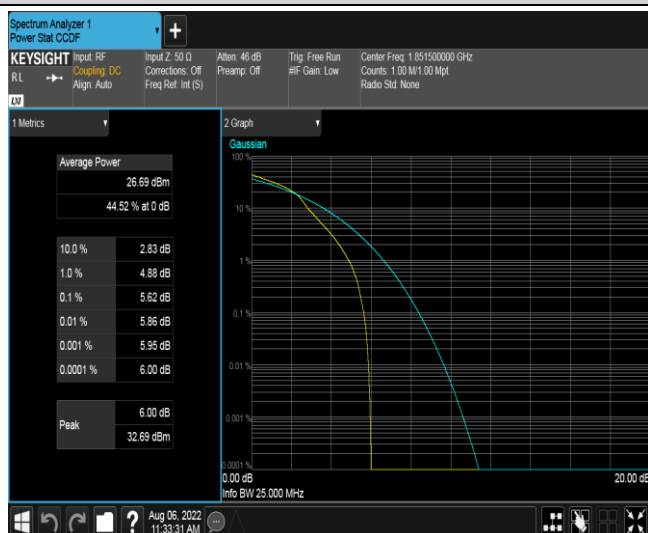 Spectrum Analyzer 1
Power Stat CCDF
+
KEYSIGHT
RL
LXI
Input: RF
Coupling: DC
Align: Auto
Input Z: 50 Ω
Corrections: Off
Freq Ref: Int (S)
Atten: 46 dB
Preamp: Off
Trig: Free Run
#IF Gain: Low
Center Freq: 1.851500000 GHz
Counts: 1.00 M/1.00 Mpt
Radio Std: None
1 Metrics
Average Power
26.69 dBm
44.52 % at 0 dB
10.0 % 2.83 dB
1.0 % 4.88 dB
0.1 % 5.62 dB
0.01 % 5.86 dB
0.001 % 5.95 dB
0.0001 % 6.00 dB
Peak
6.00 dB
32.69 dBm
2 Graph
Gaussian
100 %
10 %
1 %
0.1 %
0.01 %
0.001 %
0.0001 %
0.00 dB 20.00 dB
Info BW 25.000 MHz
?
Aug 06, 2022
11:33:31 AM